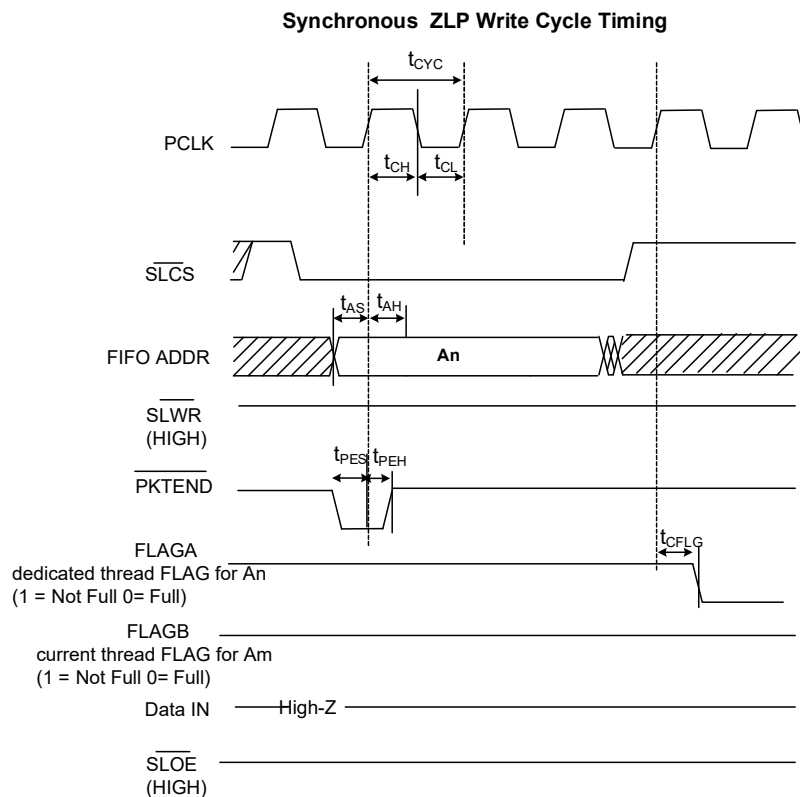 Synchronous ZLP Write Cycle Timing
tCYC
PCLK
tCH
tCL
SLCS
tAS
tAH
FIFO ADDR
An
SLWR
(HIGH)
tPES
tPEH
PKTEND
FLAGA
dedicated thread FLAG for An
(1 = Not Full 0= Full)
tCFLG
FLAGB
current thread FLAG for Am
(1 = Not Full 0= Full)
Data IN
High-Z
SLOE
(HIGH)